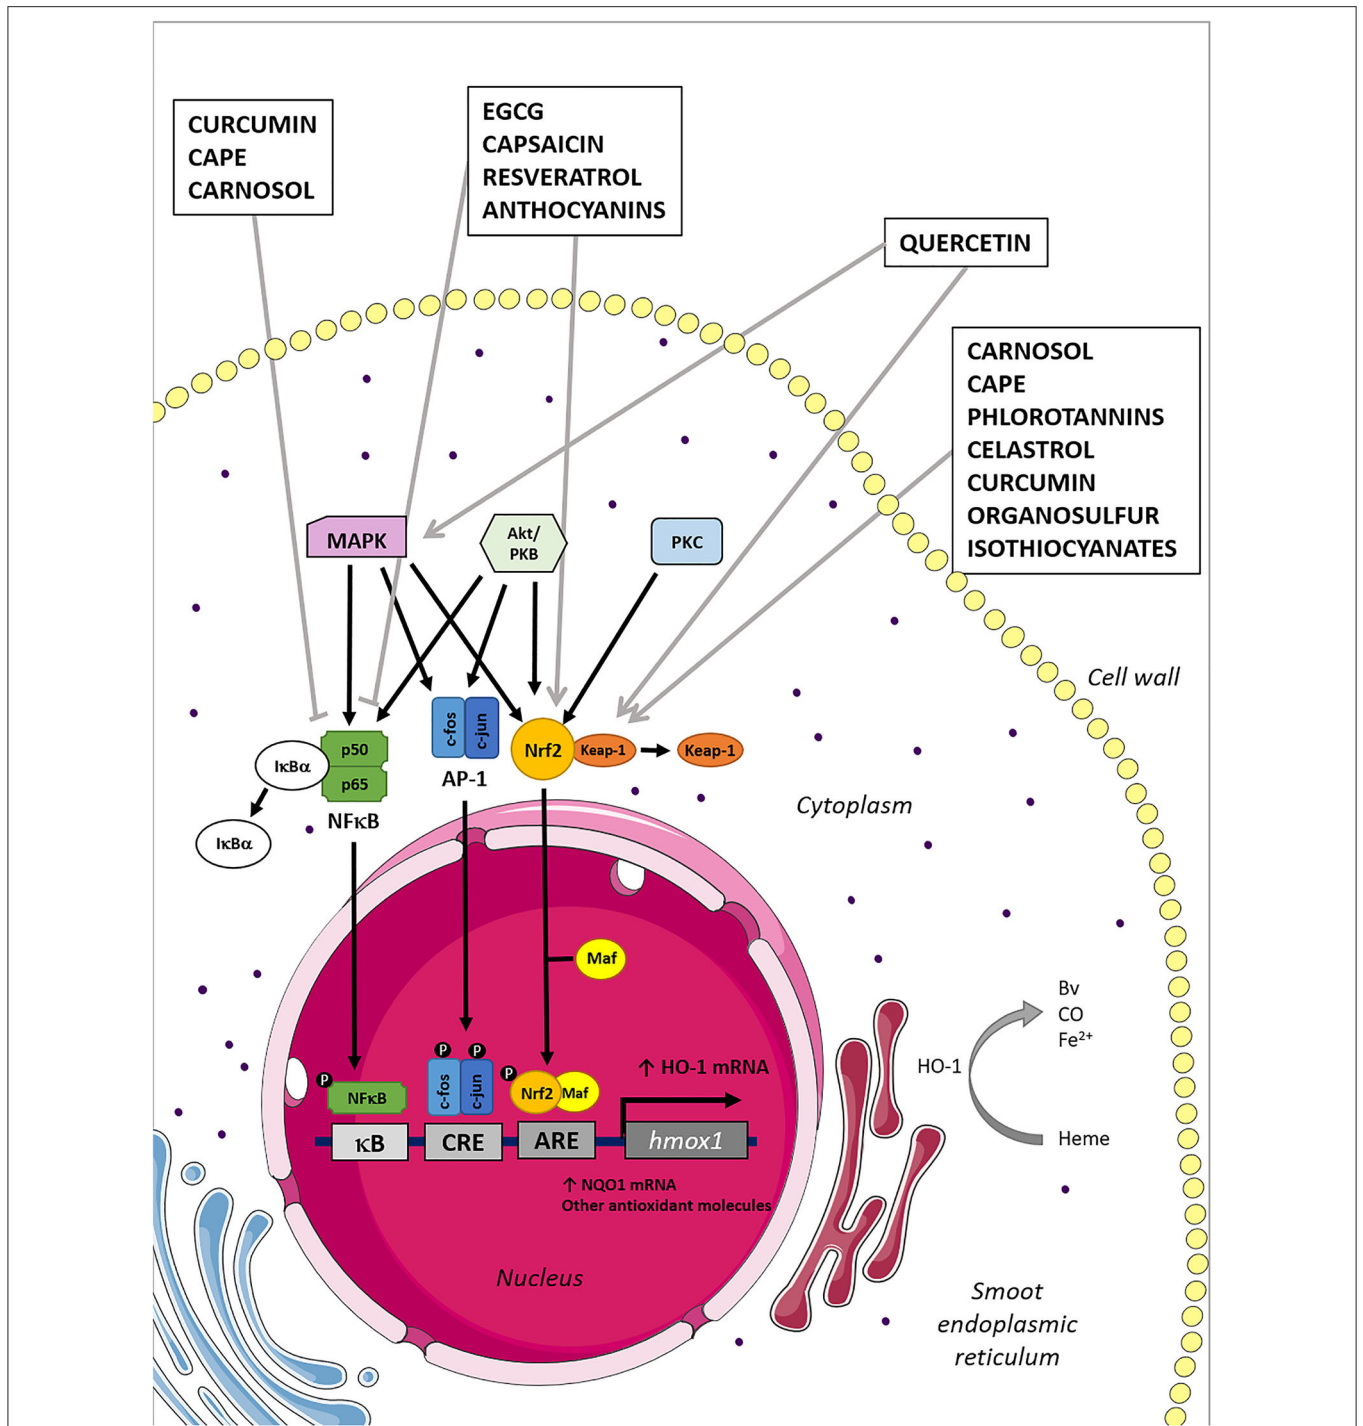 CURCUMIN
CAPE
CARNOSOL
EGCG
CAPSAICIN
RESVERATROL
ANTHOCYANINS
QUERCETIN
CARNOSOL
CAPE
PHLOROTANNINS
CELASTROL
CURCUMIN
ORGANOSULFUR
ISOTHIOCYANATES
MAPK
Akt/
PKB
PKC
Cell wall
c-fos
c-jun
AP-1
Nrf2
Keap-1
Keap-1
IκBα
p50
p65
NFκB
IκBα
Cytoplasm
Maf
Bv
CO
Fe²⁺
HO-1
Heme
↑ HO-1 mRNA
P
NFκB
P
P
c-fos
c-jun
P
Nrf2
Maf
κB
CRE
ARE
hmox1
↑ NQO1 mRNA
Other antioxidant molecules
Nucleus
Smoot
endoplasmic
reticulum